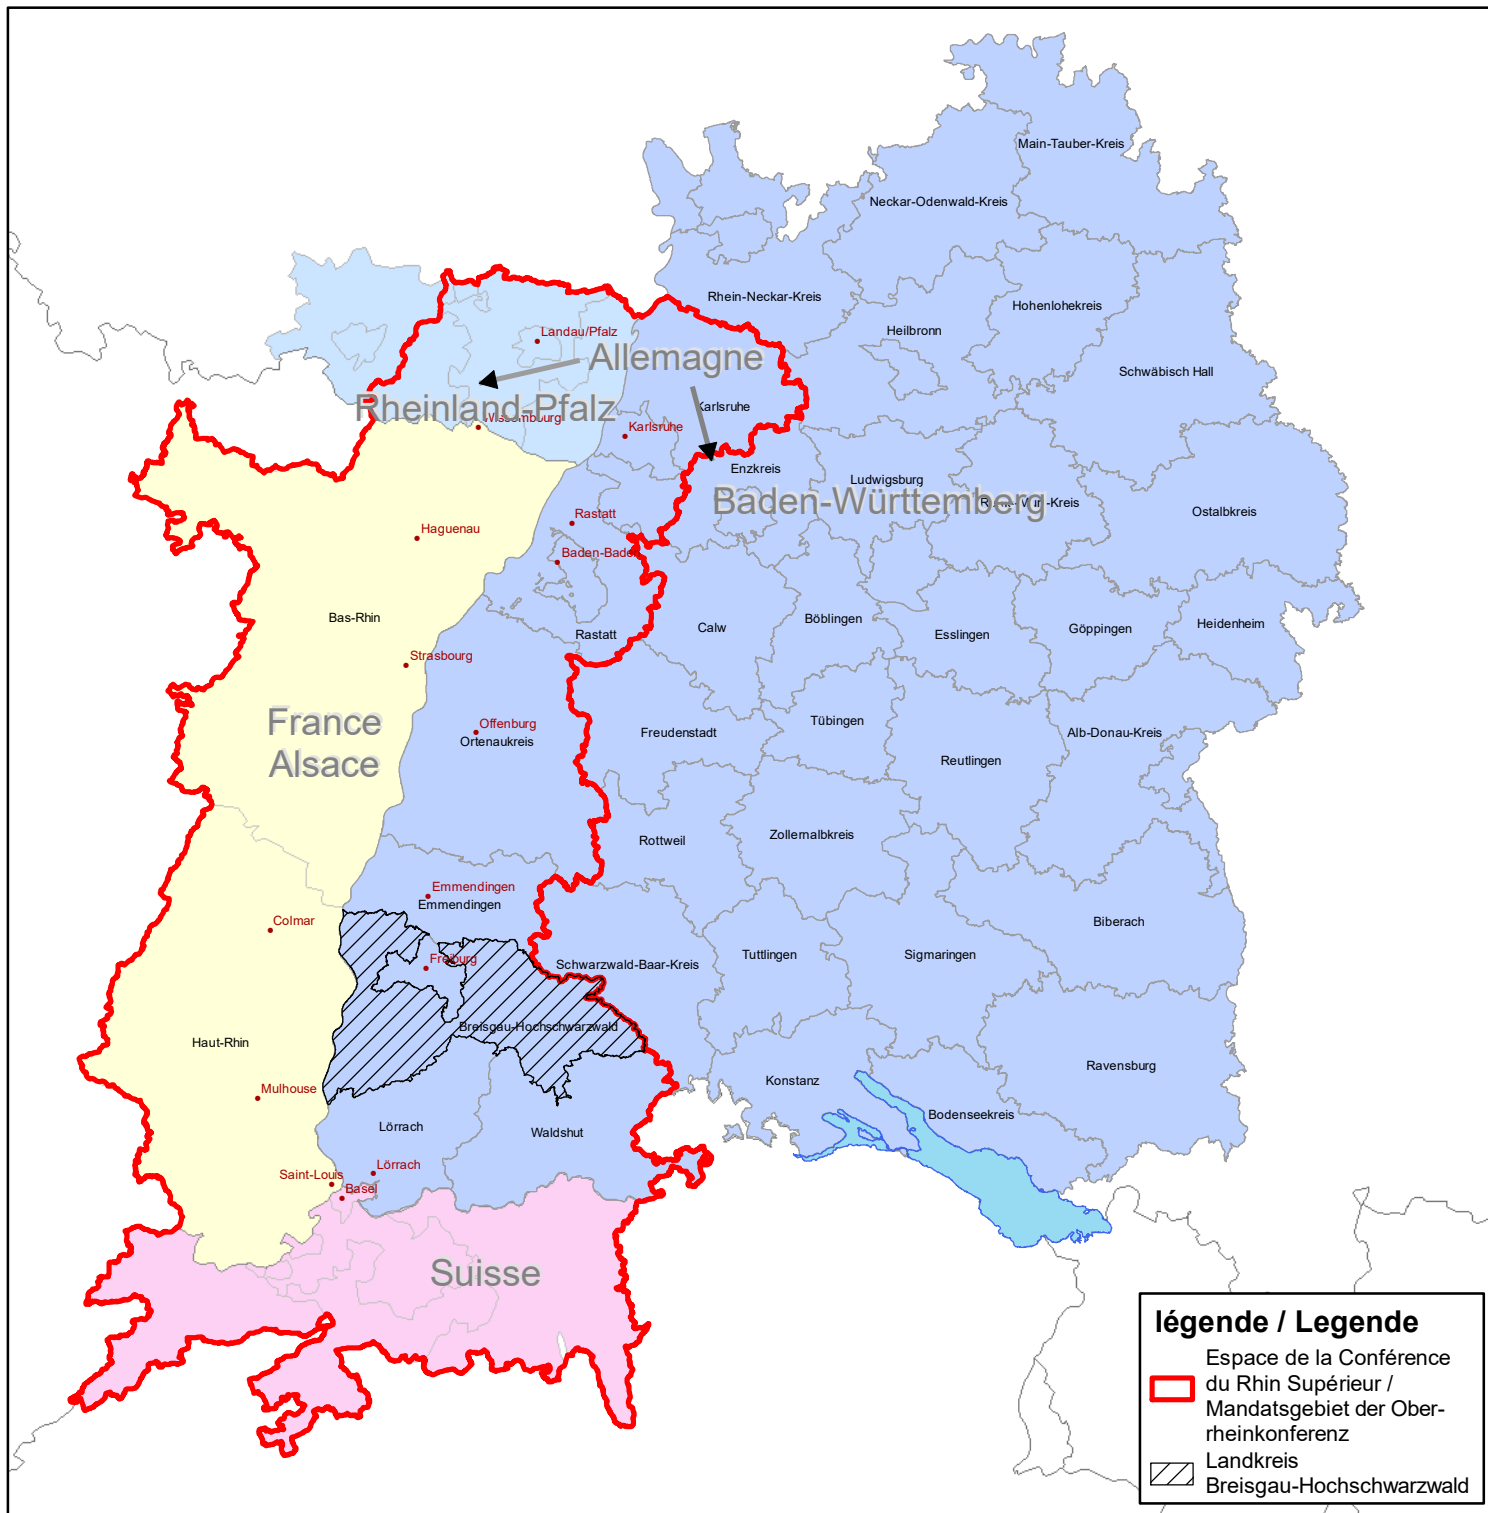 Main-Tauber-Kreis
Neckar-Odenwald-Kreis
Rhein-Neckar-Kreis
Hohenlohekreis
Heilbronn
Landau/Pfalz
Allemagne
Schwäbisch Hall
Rheinland-Pfalz
Karlsruhe
Wissembourg
Karlsruhe
Enzkreis
Ludwigsburg
Baden-Württemberg
Rems-Murr-Kreis
Ostalbkreis
Rastatt
Haguenau
Baden-Baden
Bas-Rhin
Rastatt
Calw
Böblingen
Esslingen
Göppingen
Heidenheim
Strasbourg
France
Alsace
Offenburg
Ortenaukreis
Freudenstadt
Tübingen
Alb-Donau-Kreis
Reutlingen
Rottweil
Zollernalbkreis
Emmendingen
Emmendingen
Colmar
Biberach
Freiburg
Schwarzwald-Baar-Kreis
Tuttlingen
Sigmaringen
Breisgau-Hochschwarzwald
Haut-Rhin
Mulhouse
Konstanz
Ravensburg
Bodenseekreis
Lörrach
Waldshut
Saint-Louis
Lörrach
Basel
Suisse
légende / Legende
Espace de la Conférence
du Rhin Supérieur /
Mandatsgebiet der Ober-
rheinkonferenz
Landkreis
Breisgau-Hochschwarzwald